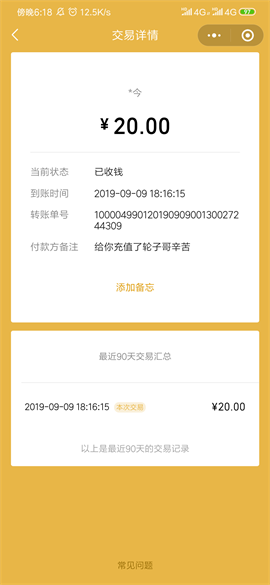 傍晚6:18 12.5K/s 4G 4G 97
交易详情
*今
¥20.00
当前状态 已收钱
到账时间 2019-09-09 18:16:15
转账单号 100004990120190909001300272
44309
付款方备注 给你充值了轮子哥辛苦
添加备忘
最近90天交易汇总
2019-09-09 18:16:15 本次交易 ¥20.00
以上是最近90天的交易记录
常见问题